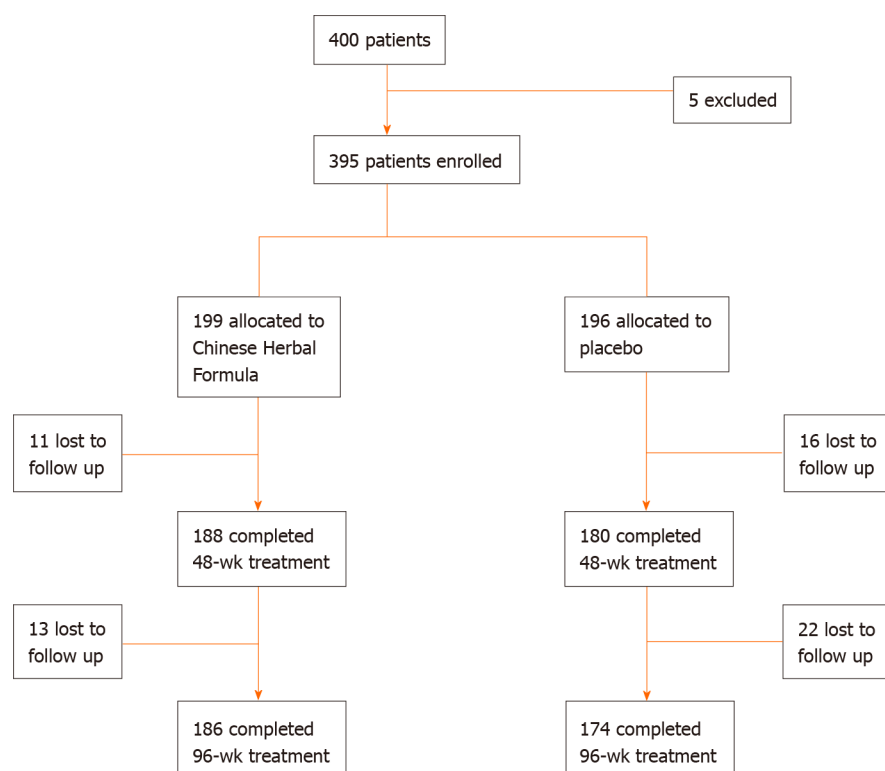 400 patients
5 excluded
395 patients enrolled
199 allocated to
Chinese Herbal
Formula
196 allocated to
placebo
11 lost to
follow up
16 lost to
follow up
188 completed
48-wk treatment
180 completed
48-wk treatment
13 lost to
follow up
22 lost to
follow up
186 completed
96-wk treatment
174 completed
96-wk treatment